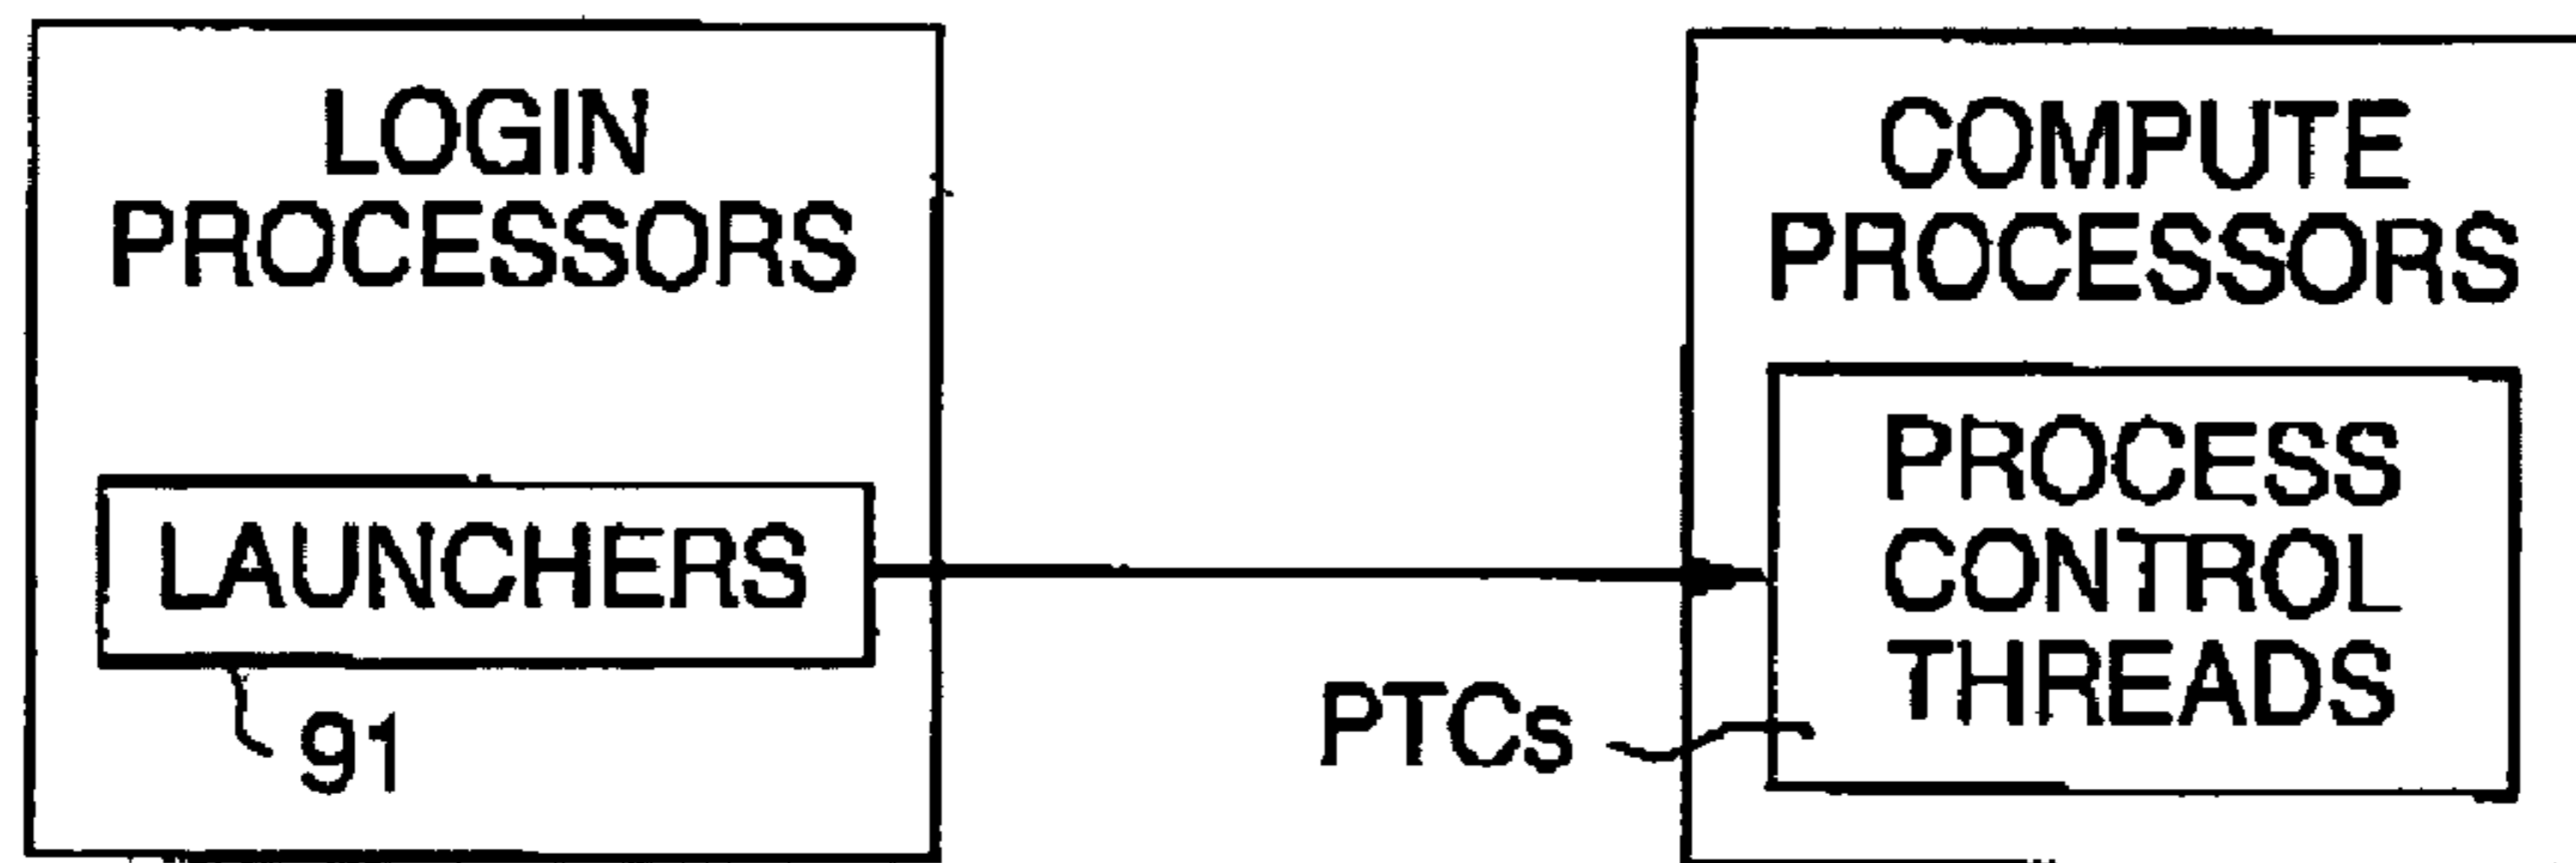 LOGIN
PROCESSORS
LAUNCHERS
91
COMPUTE
PROCESSORS
PROCESS
CONTROL
THREADS
PTCs